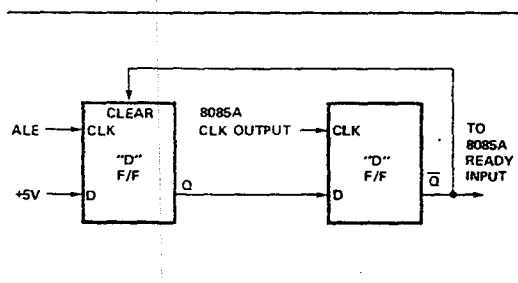 CLEAR
ALE
CLK
"D"
F/F
+5V
D
Q
8085A
CLK OUTPUT
CLK
"D"
F/F
D
Q̅
TO
8085A
READY
INPUT